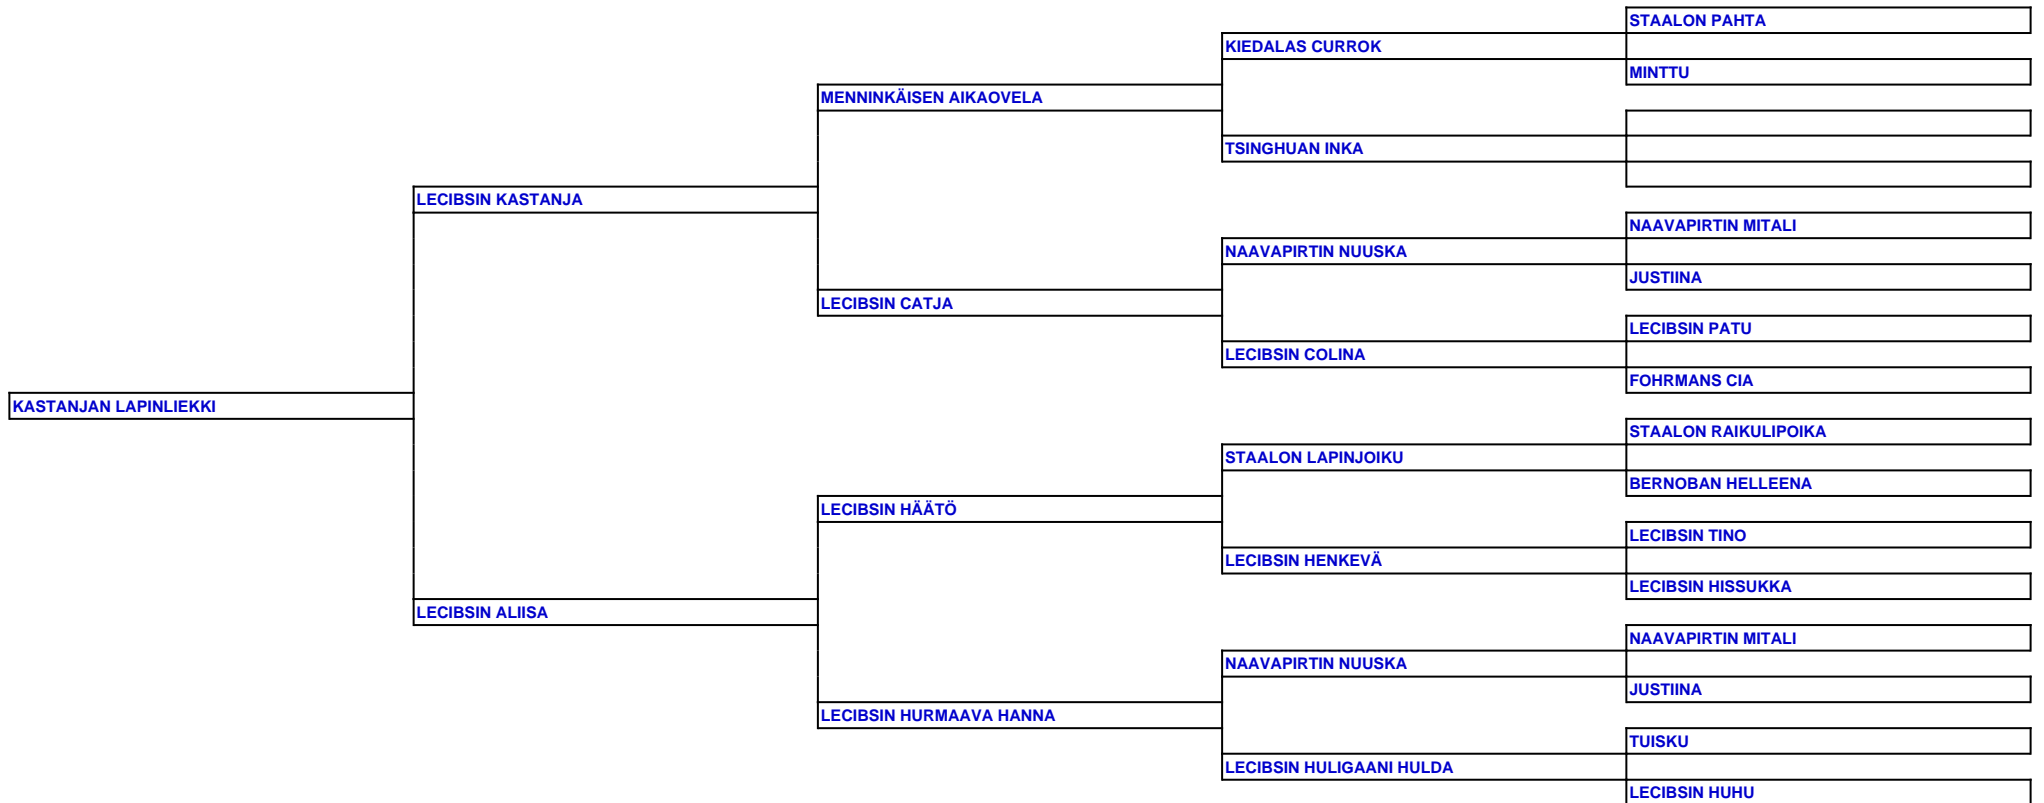 STAALON PAHTA
KIEDALAS CURROK
MINTTU
MENNINKÄISEN AIKAOVELA
TSINGHUAN INKA
LECIBSIN KASTANJA
NAAVAPIRTIN MITALI
NAAVAPIRTIN NUUSKA
JUSTIINA
LECIBSIN CATJA
LECIBSIN PATU
LECIBSIN COLINA
FOHRMANS CIA
KASTANJAN LAPINLIEKKI
STAALON RAIKULIPOIKA
STAALON LAPINJOIKU
BERNOBAN HELLEENA
LECIBSIN HÄÄTÖ
LECIBSIN TINO
LECIBSIN HENKEVÄ
LECIBSIN HISSUKKA
LECIBSIN ALIISA
NAAVAPIRTIN MITALI
NAAVAPIRTIN NUUSKA
JUSTIINA
LECIBSIN HURMAAVA HANNA
TUISKU
LECIBSIN HULIGAANI HULDA
LECIBSIN HUHU